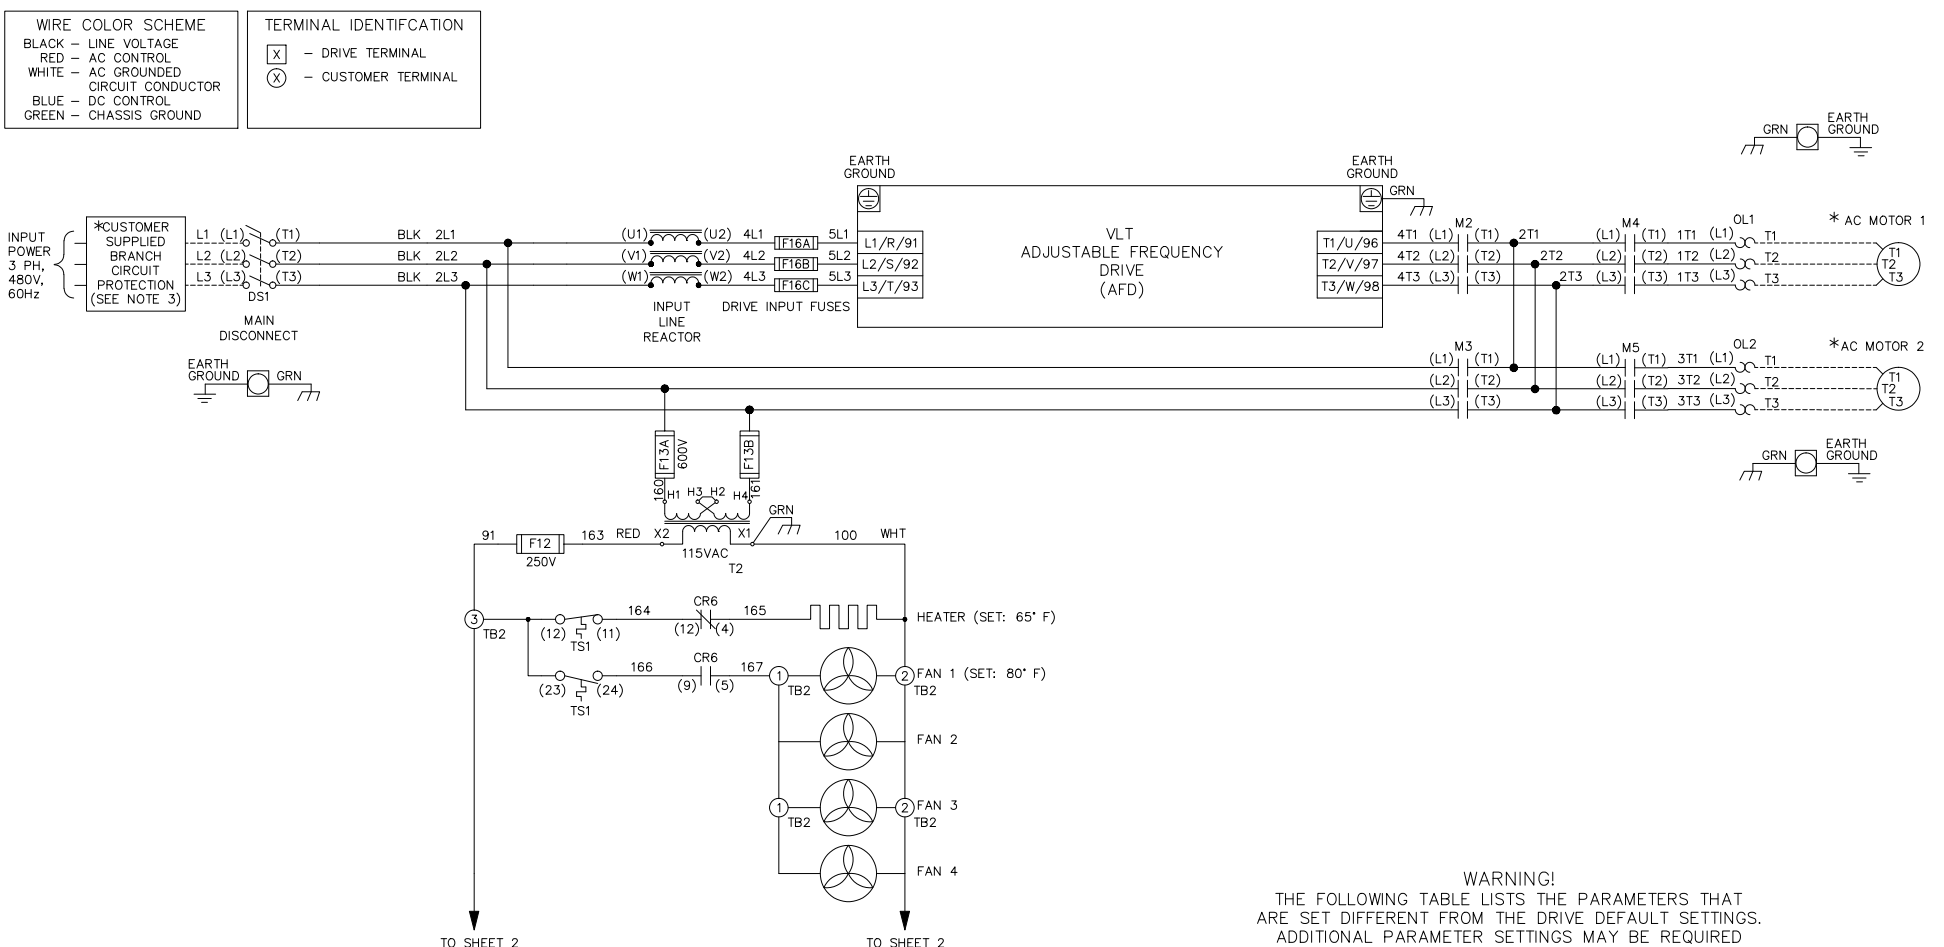 WIRE COLOR SCHEME
BLACK – LINE VOLTAGE
RED – AC CONTROL
WHITE – AC GROUNDED
CIRCUIT CONDUCTOR
BLUE – DC CONTROL
GREEN – CHASSIS GROUND
TERMINAL IDENTIFCATION
X – DRIVE TERMINAL
X – CUSTOMER TERMINAL
GRN
EARTH
GROUND
INPUT
POWER
3 PH,
480V,
60Hz
*CUSTOMER
SUPPLIED
BRANCH
CIRCUIT
PROTECTION
(SEE NOTE 3)
L1 (L1) (T1) BLK 2L1 (U1) (U2) 4L1 F16A 5L1
L2 (L2) (T2) BLK 2L2 (V1) (V2) 4L2 F16B 5L2
L3 (L3) (T3) BLK 2L3 (W1) (W2) 4L3 F16C 5L3
DS1
MAIN
DISCONNECT
INPUT
LINE
REACTOR
DRIVE INPUT FUSES
EARTH
GROUND
L1/R/91
L2/S/92
L3/T/93
VLT
ADJUSTABLE FREQUENCY
DRIVE
(AFD)
EARTH
GROUND
GRN
T1/U/96
T2/V/97
T3/W/98
M2 M4 OL1
4T1 (L1) (T1) 2T1 (L1) (T1) 1T1 (L1) T1
4T2 (L2) (T2) 2T2 (L2) (T2) 1T2 (L2) T2
4T3 (L3) (T3) 2T3 (L3) (T3) 1T3 (L3) T3
* AC MOTOR 1
T1
T2
T3
EARTH
GROUND
GRN
M3 M5 OL2
(L1) (T1) (L1) (T1) 3T1 (L1) T1
(L2) (T2) (L2) (T2) 3T2 (L2) T2
(L3) (T3) (L3) (T3) 3T3 (L3) T3
*AC MOTOR 2
T1
T2
T3
GRN
EARTH
GROUND
F13A
600V
F13B
160
161
H1 H3 H2 H4
GRN
91 F12 163 RED X2 X1 100 WHT
250V
115VAC
T2
3
TB2
(12) (11)
TS1
164
CR6
(12) (4)
165
HEATER (SET: 65° F)
(23) (24)
TS1
166
CR6
(9) (5)
167
1
TB2
2
TB2
FAN 1 (SET: 80° F)
FAN 2
1
TB2
2
TB2
FAN 3
FAN 4
TO SHEET 2
TO SHEET 2
WARNING!
THE FOLLOWING TABLE LISTS THE PARAMETERS THAT
ARE SET DIFFERENT FROM THE DRIVE DEFAULT SETTINGS.
ADDITIONAL PARAMETER SETTINGS MAY BE REQUIRED